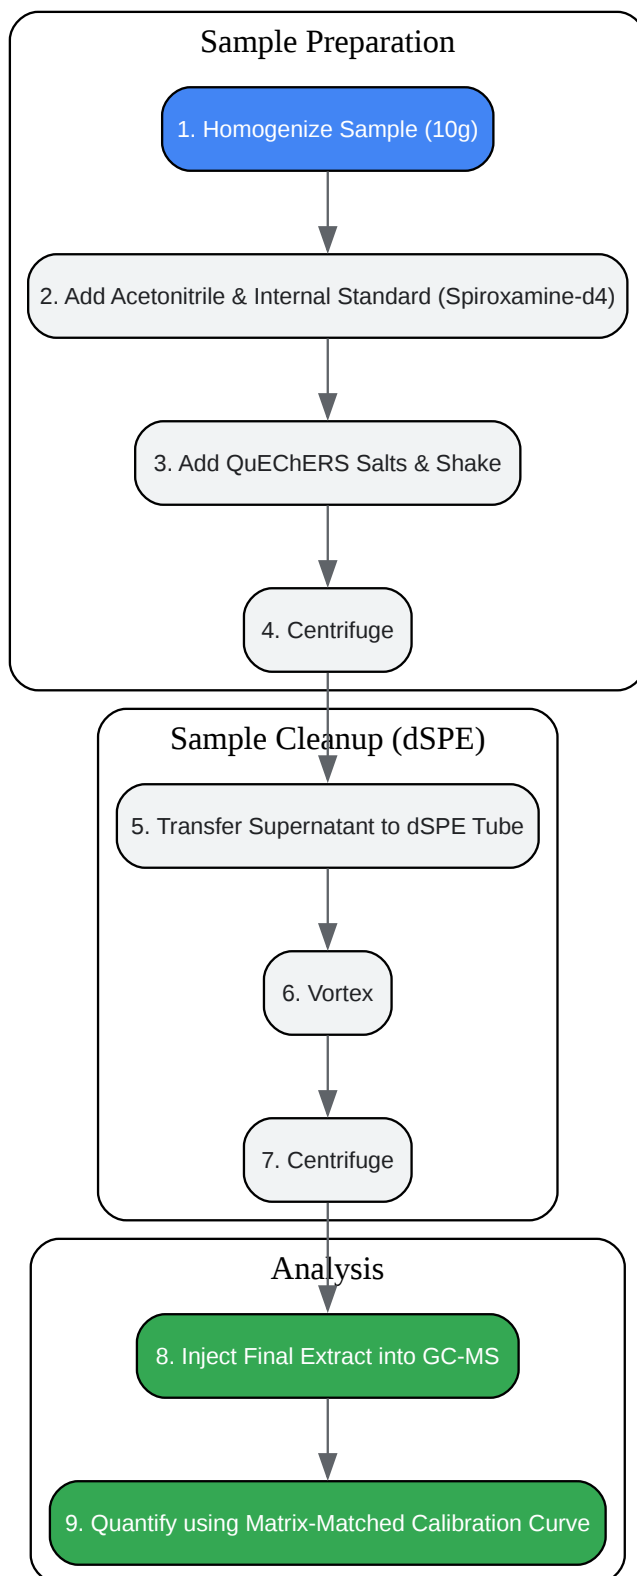 Sample Preparation
1. Homogenize Sample (10g)
2. Add Acetonitrile & Internal Standard (Spiroxamine-d4)
3. Add QuEChERS Salts & Shake
4. Centrifuge
Sample Cleanup (dSPE)
5. Transfer Supernatant to dSPE Tube
6. Vortex
7. Centrifuge
Analysis
8. Inject Final Extract into GC-MS
9. Quantify using Matrix-Matched Calibration Curve